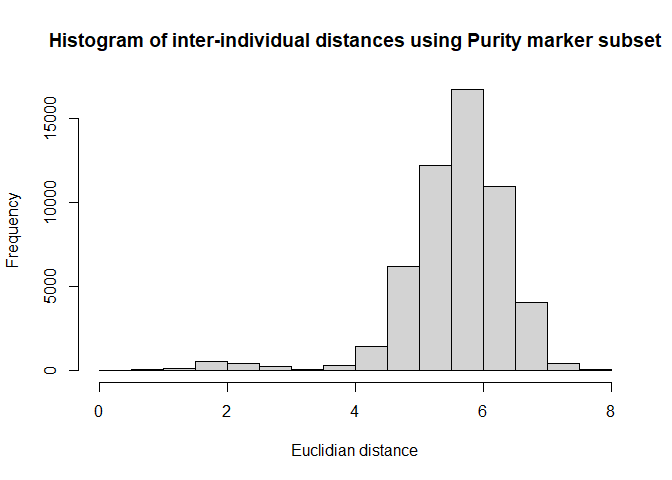 Histogram of inter-individual distances using Purity marker subset
Frequency
15000
10000
5000
0
0 2 4 6 8
Euclidian distance